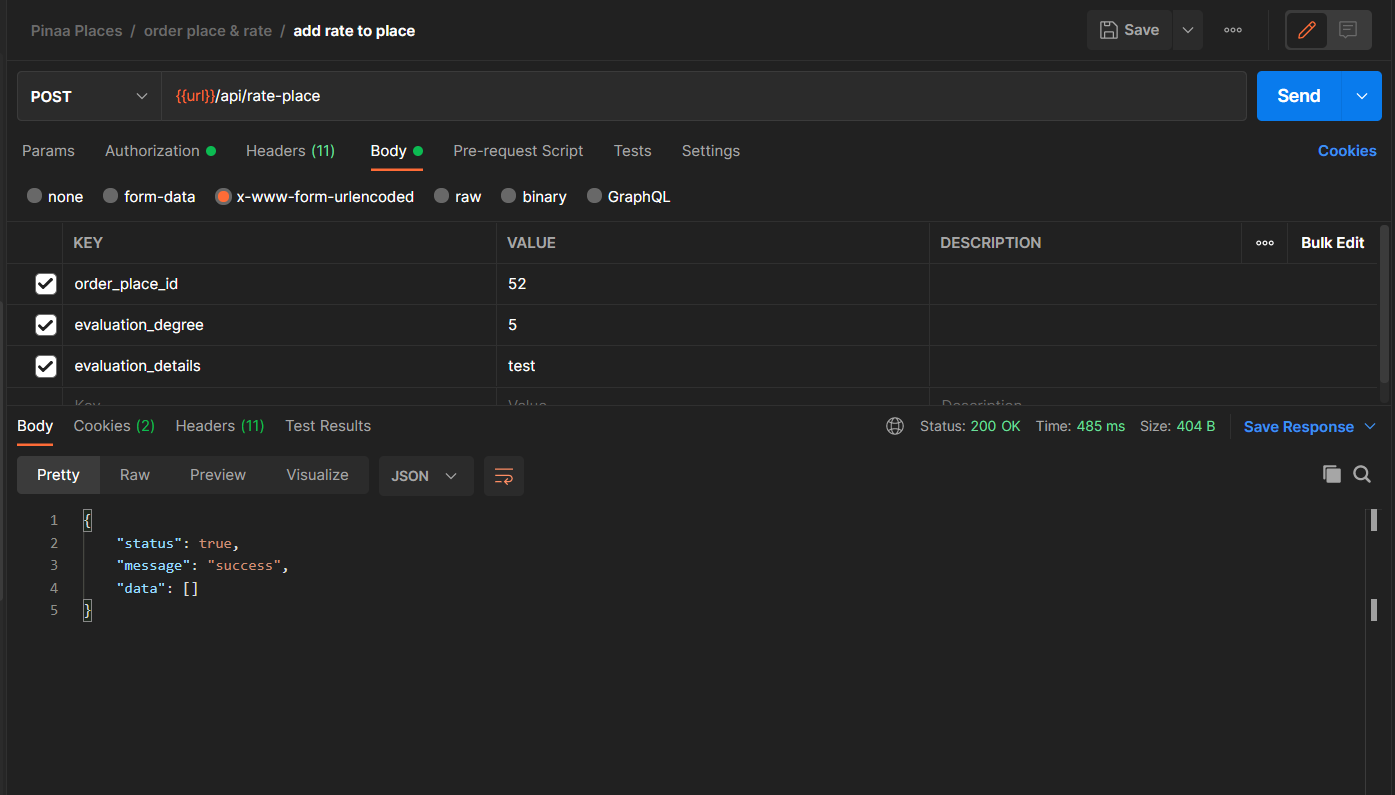 Pinaa Places / order place & rate / add rate to place
Save
POST
{{url}}/api/rate-place
Send
Params Authorization Headers (11) Body Pre-request Script Tests Settings Cookies
none form-data x-www-form-urlencoded raw binary GraphQL
KEY VALUE DESCRIPTION Bulk Edit
order_place_id 52
evaluation_degree 5
evaluation_details test
Key Value Description
Body Cookies (2) Headers (11) Test Results Status: 200 OK Time: 485 ms Size: 404 B Save Response
Pretty Raw Preview Visualize JSON
1 {
2 "status": true,
3 "message": "success",
4 "data": []
5 }